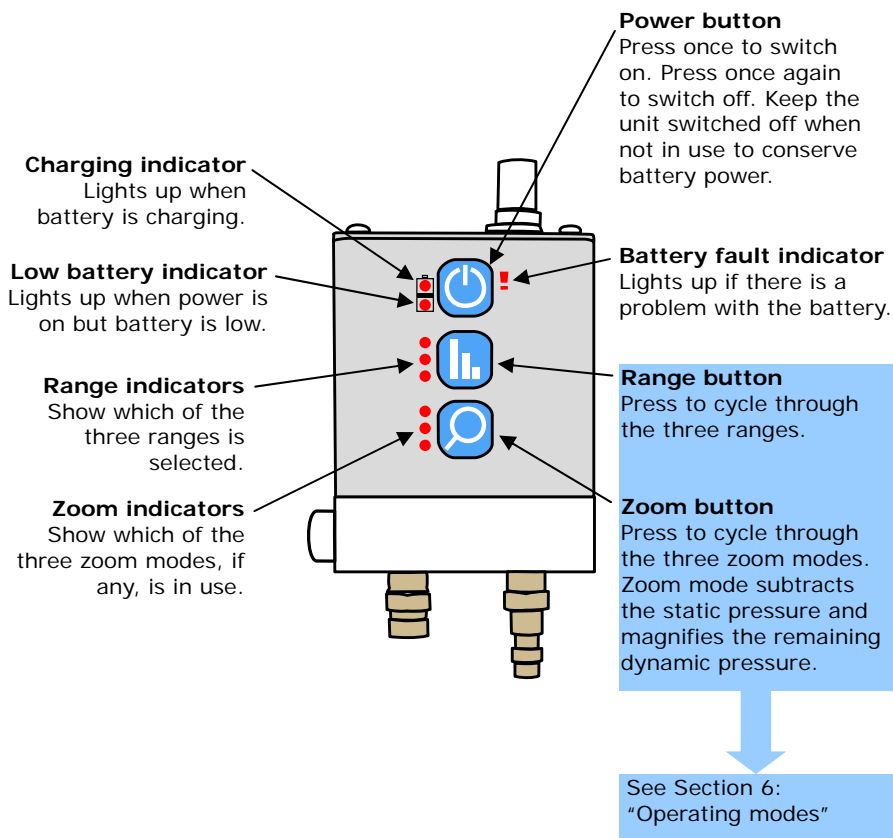 Power button
Press once to switch
on. Press once again
to switch off. Keep the
unit switched off when
not in use to conserve
battery power.
Charging indicator
Lights up when
battery is charging.
Low battery indicator
Lights up when power is
on but battery is low.
Battery fault indicator
Lights up if there is a
problem with the battery.
Range indicators
Show which of the
three ranges is
selected.
Range button
Press to cycle through
the three ranges.
Zoom indicators
Show which of the
three zoom modes, if
any, is in use.
Zoom button
Press to cycle through
the three zoom modes.
Zoom mode subtracts
the static pressure and
magnifies the remaining
dynamic pressure.
See Section 6:
“Operating modes”